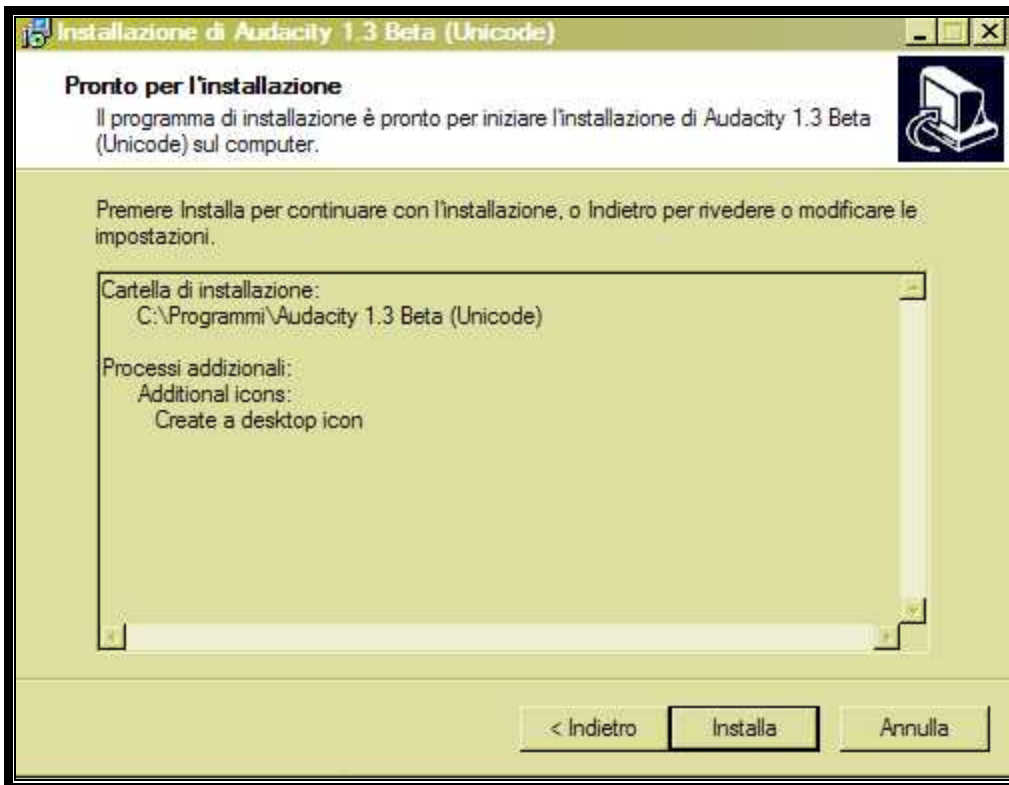 Installazione di Audacity 1.3 Beta (Unicode)
Pronto per l'installazione
Il programma di installazione è pronto per iniziare l'installazione di Audacity 1.3 Beta
(Unicode) sul computer.
Premere Installa per continuare con l'installazione, o Indietro per rivedere o modificare le
impostazioni.
Cartella di installazione:
C:\Programmi\Audacity 1.3 Beta (Unicode)
Processi addizionali:
Additional icons:
Create a desktop icon
< Indietro
Installa
Annulla